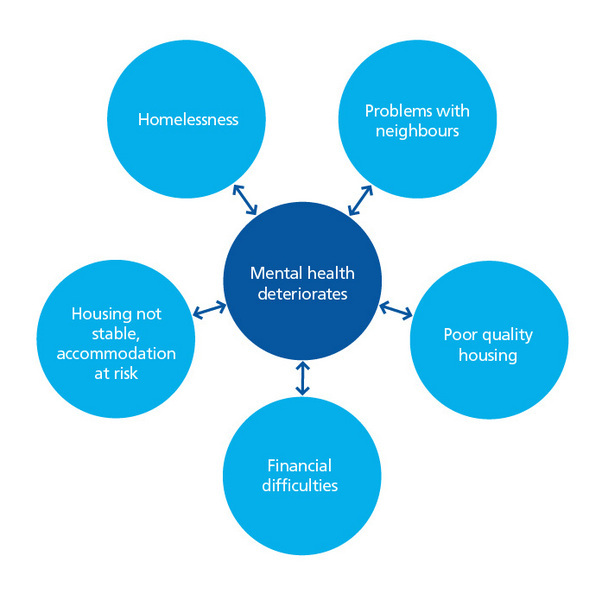 Homelessness
Problems with
neighbours
Mental health
deteriorates
Housing not
stable,
accommodation
at risk
Poor quality
housing
Financial
difficulties